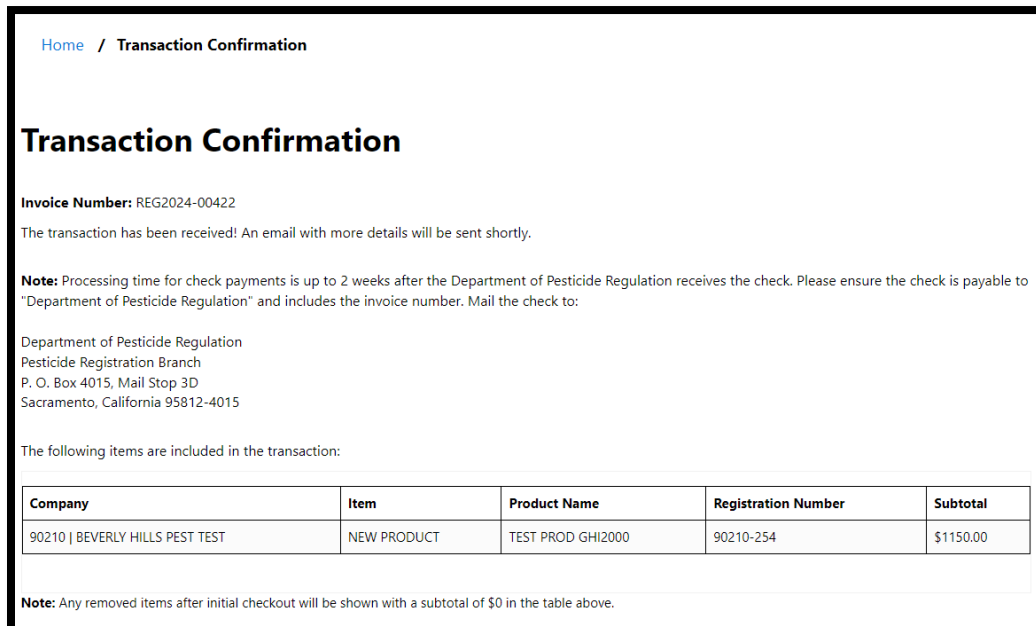 Home / Transaction Confirmation
Transaction Confirmation
Invoice Number: REG2024-00422
The transaction has been received! An email with more details will be sent shortly.
Note: Processing time for check payments is up to 2 weeks after the Department of Pesticide Regulation receives the check. Please ensure the check is payable to
"Department of Pesticide Regulation" and includes the invoice number. Mail the check to:
Department of Pesticide Regulation
Pesticide Registration Branch
P. O. Box 4015, Mail Stop 3D
Sacramento, California 95812-4015
The following items are included in the transaction:
Company Item Product Name Registration Number Subtotal
90210 | BEVERLY HILLS PEST TEST NEW PRODUCT TEST PROD GHI2000 90210-254 $1150.00
Note: Any removed items after initial checkout will be shown with a subtotal of $0 in the table above.